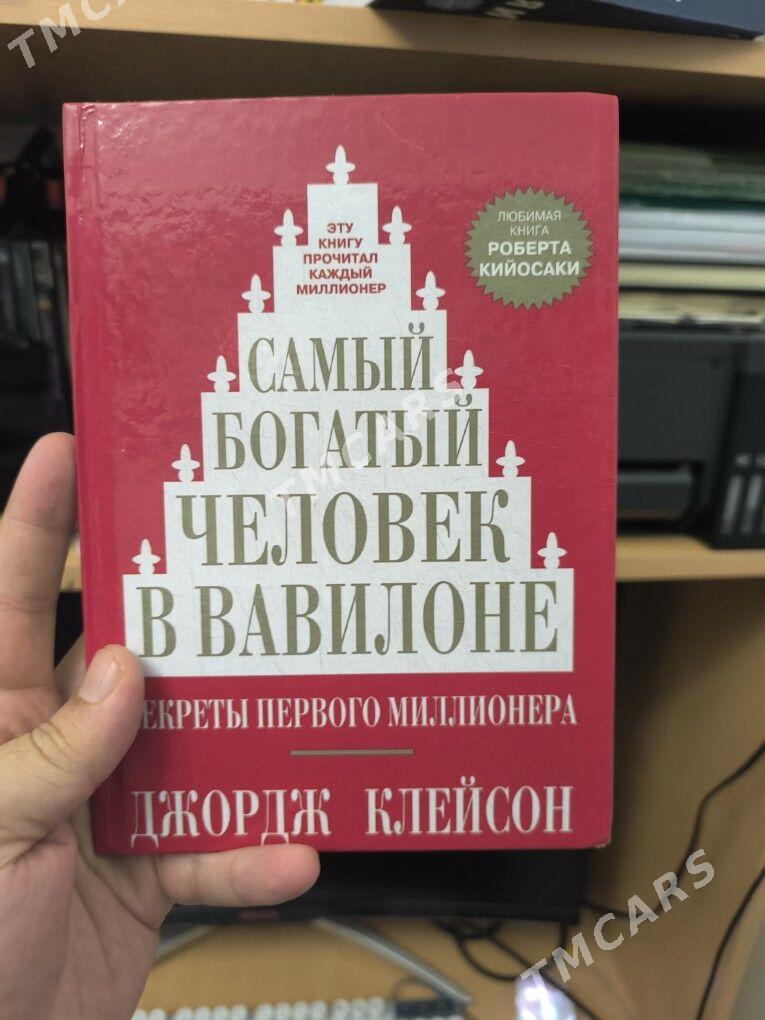 TMCARS
ЭТУ
КНИГУ
ПРОЧИТАЛ
КАЖДЫЙ
МИЛЛИОНЕР
ЛЮБИМАЯ
КНИГА
РОБЕРТА
КИЙОСАКИ
САМЫЙ
БОГАТЫЙ
TMCARS
ЧЕЛОВЕК
В ВАВИЛОНЕ
СЕКРЕТЫ ПЕРВОГО МИЛЛИОНЕРА
ДЖОРДЖ КЛЕЙСОН
TMCARS